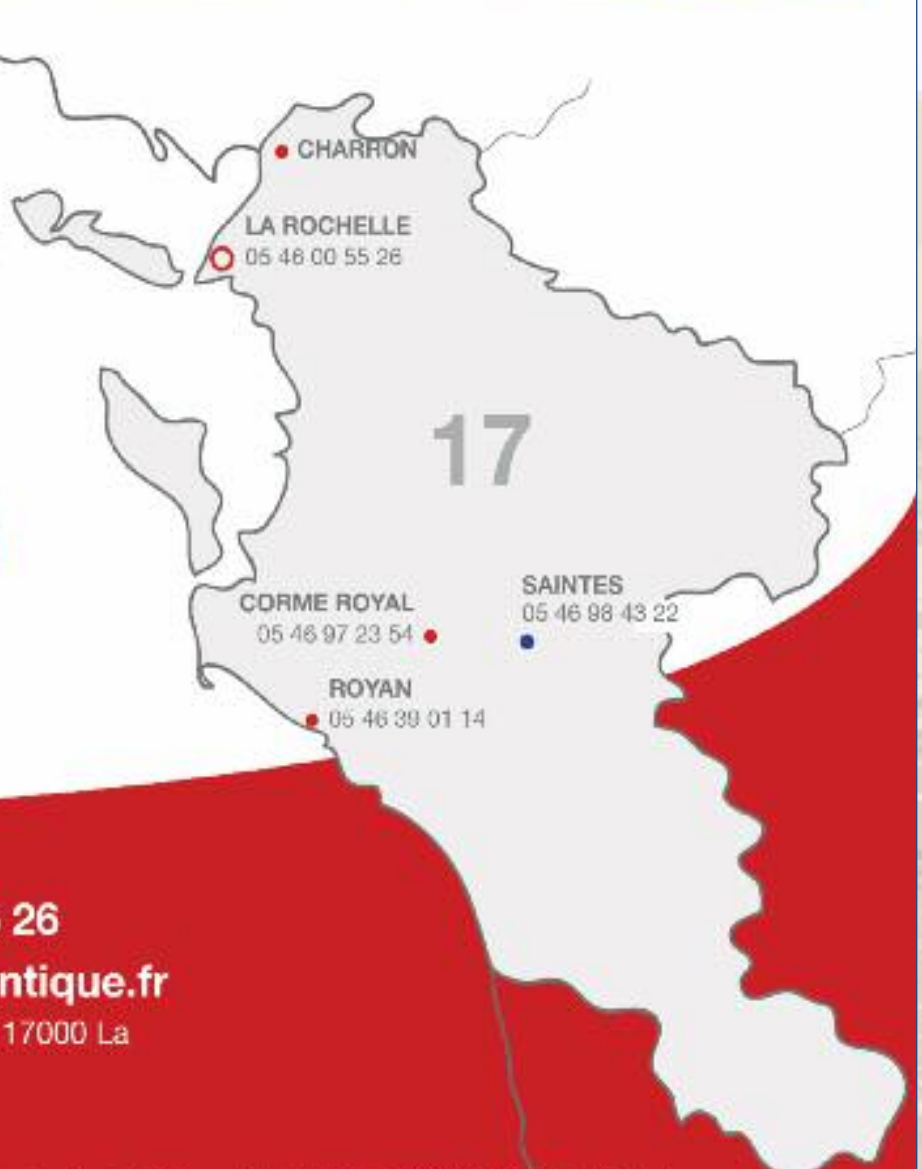 CHARRON
LA ROCHELLE
05 46 00 55 26
17
CORME ROYAL
05 46 97 23 54
SAINTES
05 46 98 43 22
ROYAN
05 46 39 01 14
26
ntique.fr
17000 La